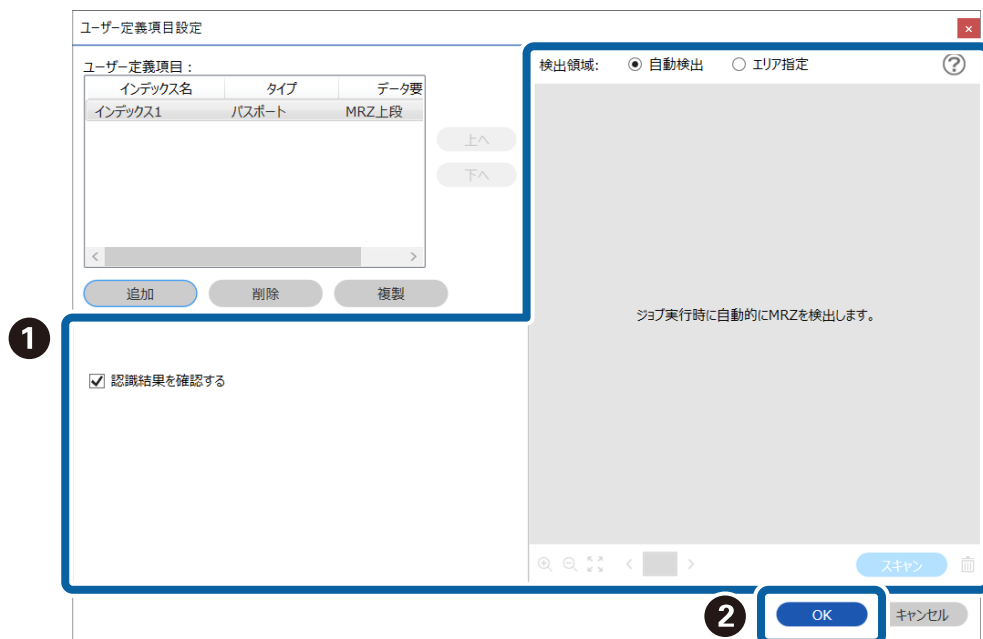 ユーザー定義項目設定
×
ユーザー定義項目：
インデックス名 タイプ データ要
インデックス1 パスポート MRZ上段
上へ
下へ
追加 削除 複製
検出領域: 自動検出 エリア指定 ?
ジョブ実行時に自動的にMRZを検出します。
1
認識結果を確認する
スキャン
2
OK キャンセル